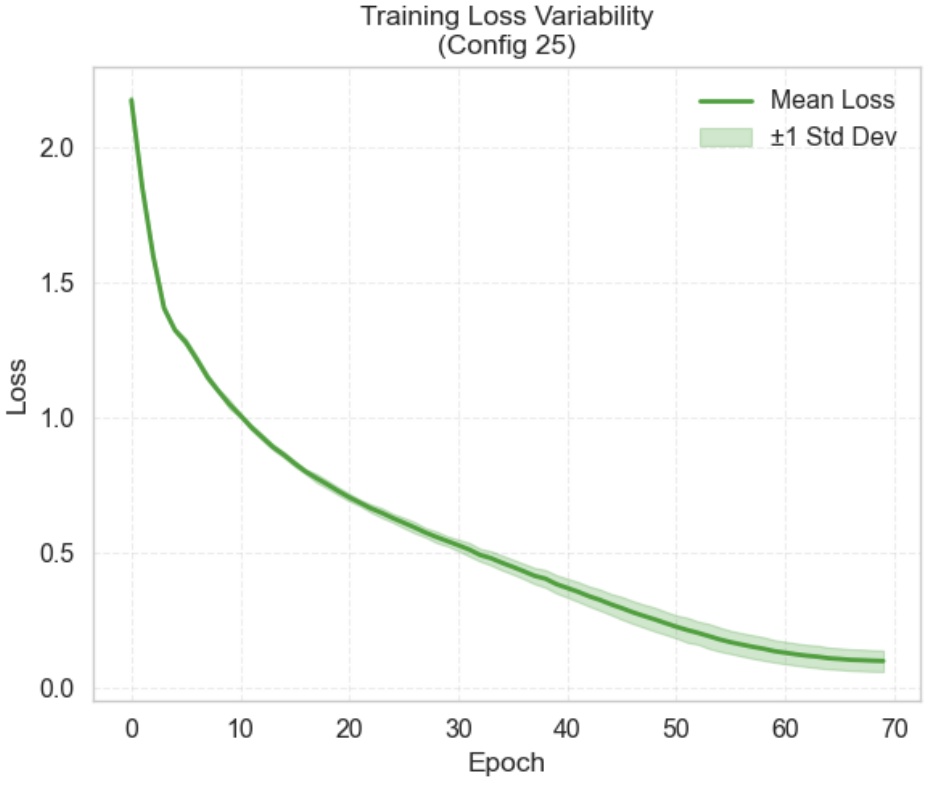 Training Loss Variability
(Config 25)
Mean Loss
±1 Std Dev
Loss
2.0
1.5
1.0
0.5
0.0
0 10 20 30 40 50 60 70
Epoch